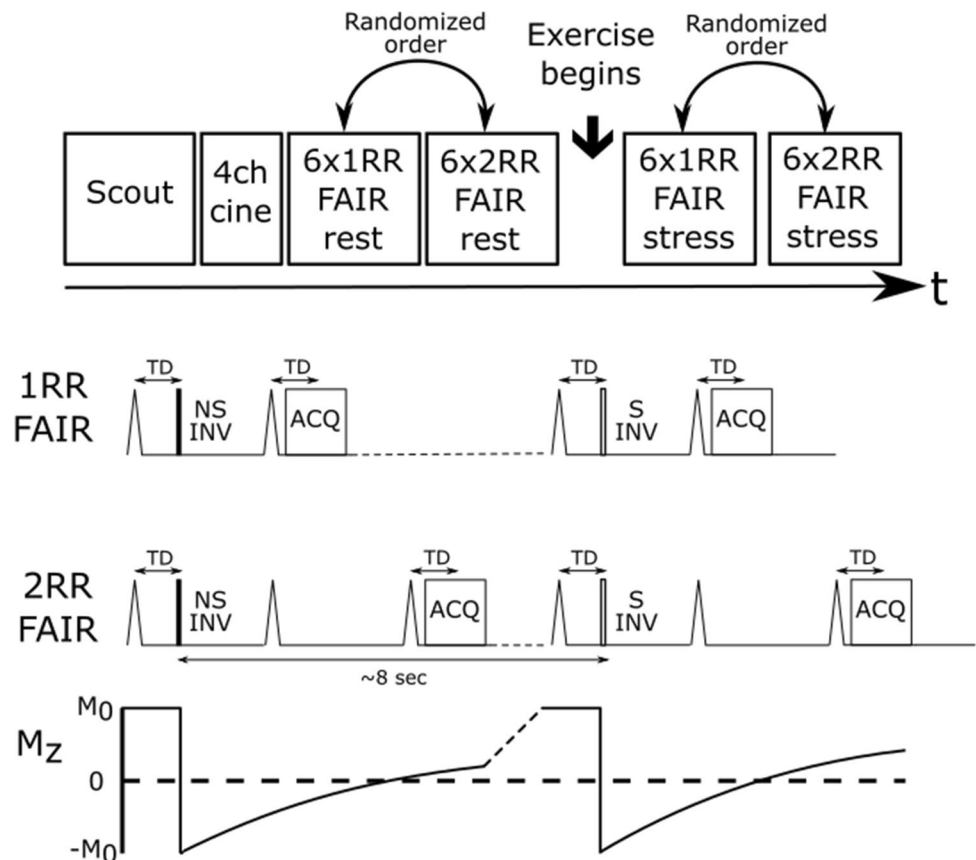 Randomized
order
Exercise
begins
Randomized
order
Scout
4ch
cine
6x1RR
FAIR
rest
6x2RR
FAIR
rest
6x1RR
FAIR
stress
6x2RR
FAIR
stress
t
1RR
FAIR
TD
NS
INV
TD
ACQ
TD
S
INV
TD
ACQ
2RR
FAIR
TD
NS
INV
TD
ACQ
TD
S
INV
TD
ACQ
~8 sec
Mz
M0
0
-M0